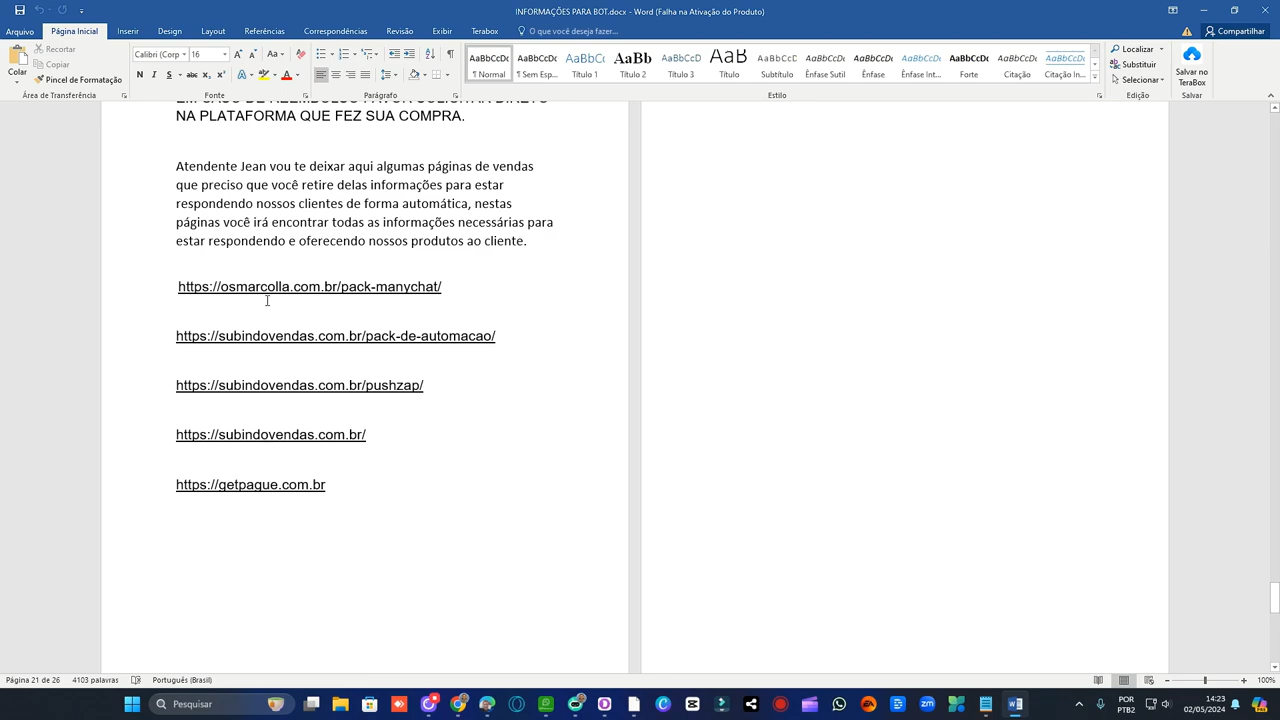 INFORMAÇÕES PARA BOT.docx - Word (Falha na Ativação do Produto)
Arquivo Página Inicial Inserir Design Layout Referências Correspondências Revisão Exibir Terabox O que você deseja fazer... Compartilhar
Colar
Recortar
Copiar
Pincel de Formatação
Área de Transferência
Calibri (Corp 16
Fonte
Parágrafo
AaBbCcDc AaBbCcDc AaBbCc AaBb AaBbCcD AaB AaBbCcD AaBbCcDc AaBbCcDc AaBbCcDc AaBbCcDc AaBbCcDc AaBbCcDc
¶ Normal ¶ Sem Esp... Título 1 Título 2 Título 3 Título Subtítulo Ênfase Sutil Ênfase Ênfase Int... Forte Citação Citação In...
Estilo
Localizar
Substituir
Selecionar
Edição
Salvar no
TeraBox
Salvar
EM CASO DE REEMBOLSO FAVOR SOLICITAR DIRETO
NA PLATAFORMA QUE FEZ SUA COMPRA.
Atendente Jean vou te deixar aqui algumas páginas de vendas
que preciso que você retire delas informações para estar
respondendo nossos clientes de forma automática, nestas
páginas você irá encontrar todas as informações necessárias para
estar respondendo e oferecendo nossos produtos ao cliente.
https://osmarcolla.com.br/pack-manychat/
https://subindovendas.com.br/pack-de-automacao/
https://subindovendas.com.br/pushzap/
https://subindovendas.com.br/
https://getpague.com.br
Página 21 de 26 4103 palavras Português (Brasil) 100%
Pesquisar
POR
PTB2
14:23
02/05/2024